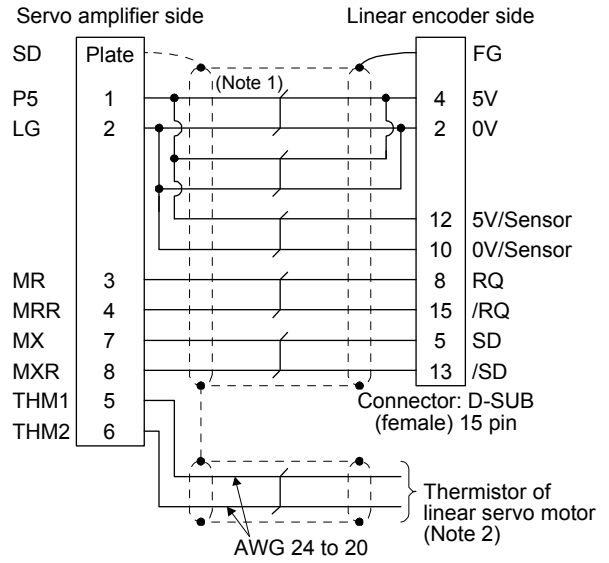 Servo amplifier side Linear encoder side
SD Plate FG
(Note 1)
P5 1 4 5V
LG 2 2 0V
12 5V/Sensor
10 0V/Sensor
MR 3 8 RQ
MRR 4 15 /RQ
MX 7 5 SD
MXR 8 13 /SD
THM1 5
THM2 6
Connector: D-SUB
(female) 15 pin
Thermistor of
linear servo motor
(Note 2)
AWG 24 to 20